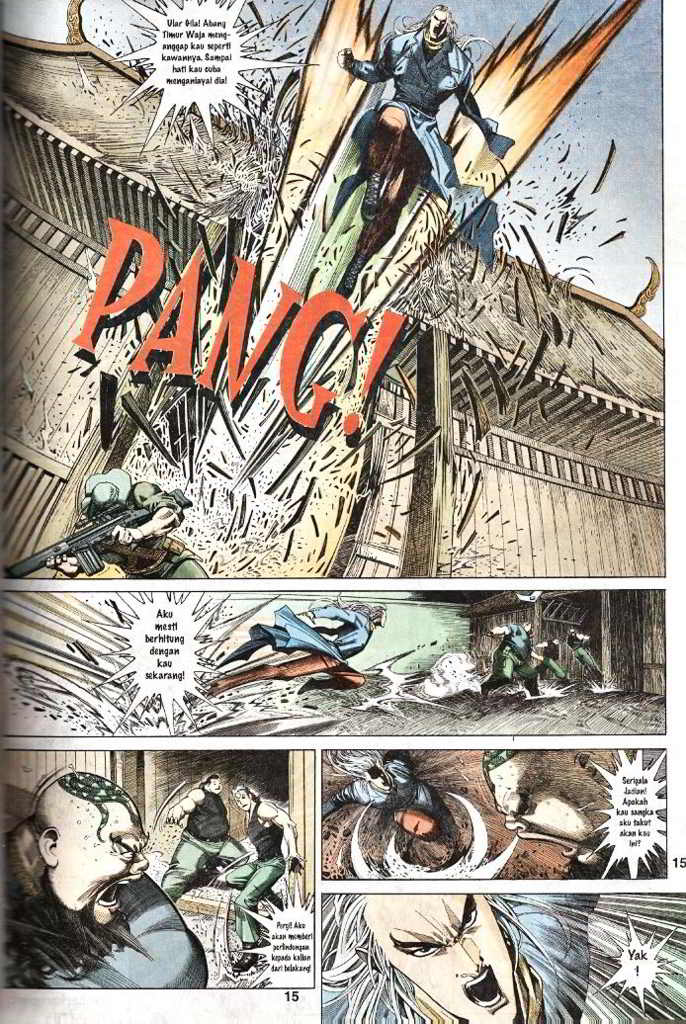 Ular Gila! Abang
Timur Waja meng-
anggap kau seperti
kawannya. Sampai
hati kau cuba
menganiayai dia!
PANG!
Aku
mesti
berhitung
dengan
kau
sekarang!
Pergi! Aku
akan memberi
perlindongan
kepada kalian
dari belakang!
15
Serigala
Jadian!
Apakah
kau sangka
aku takut
akan kau
ini?
15
Yak
!